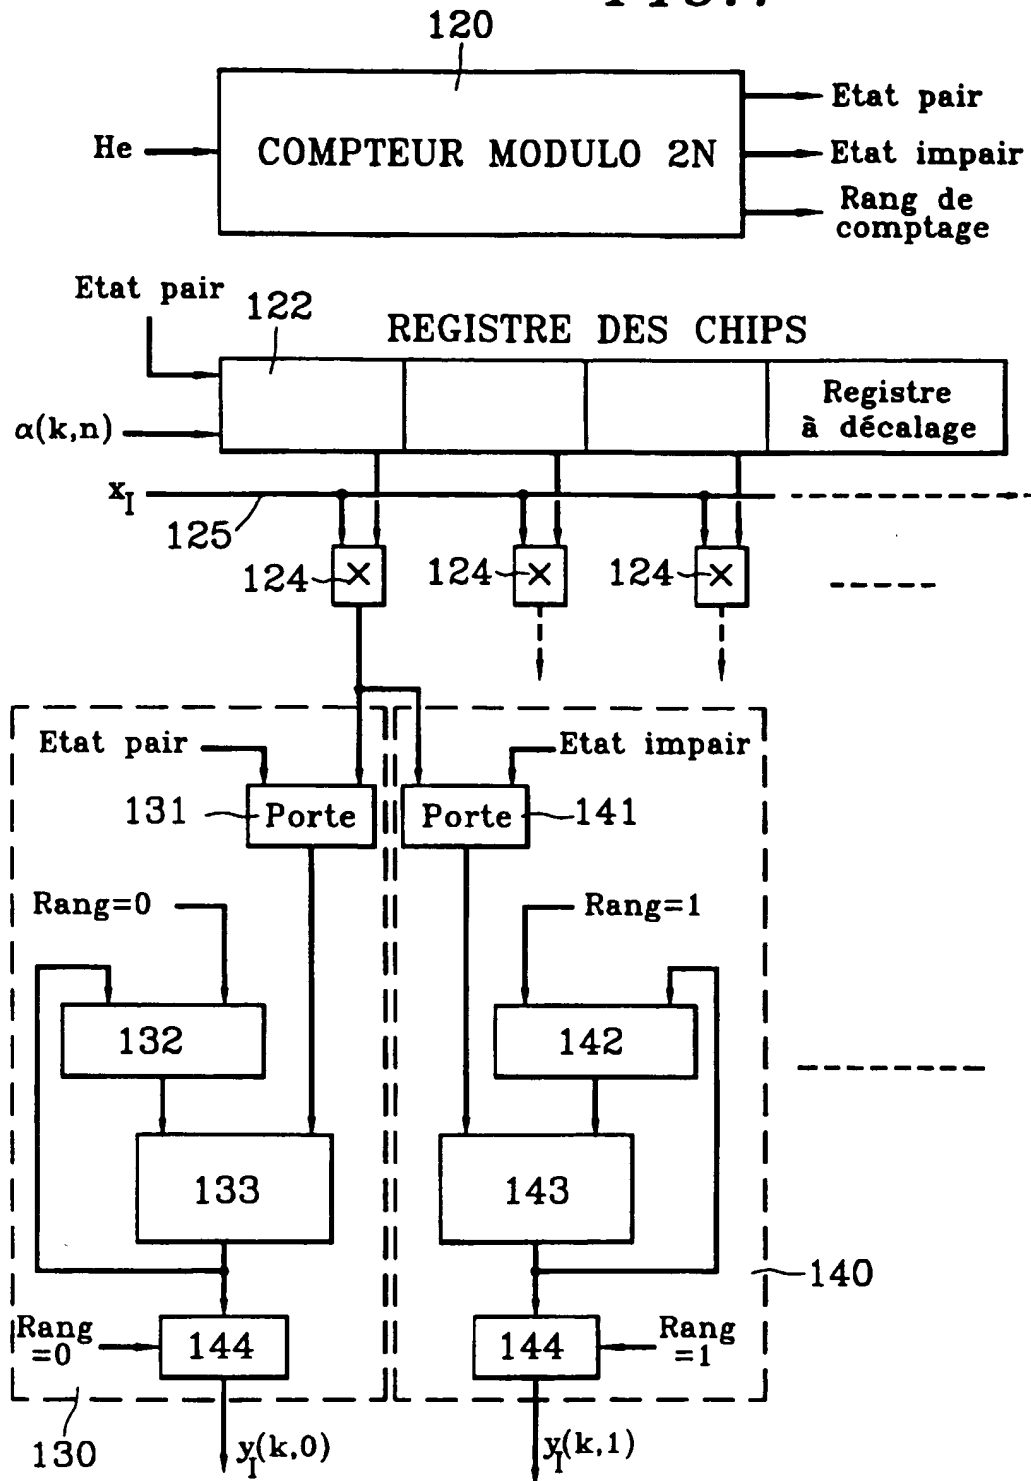 120
He
COMPTEUR MODULO 2N
Etat pair
Etat impair
Rang de
comptage
Etat pair
122
REGISTRE DES CHIPS
α(k,n)
Registre
à décalage
x_I
125
124
×
124
×
124
×
Etat pair
Etat impair
131
Porte
Porte
141
Rang=0
Rang=1
132
142
133
143
140
Rang
=0
144
144
Rang
=1
130
y_I(k,0)
y_I(k,1)